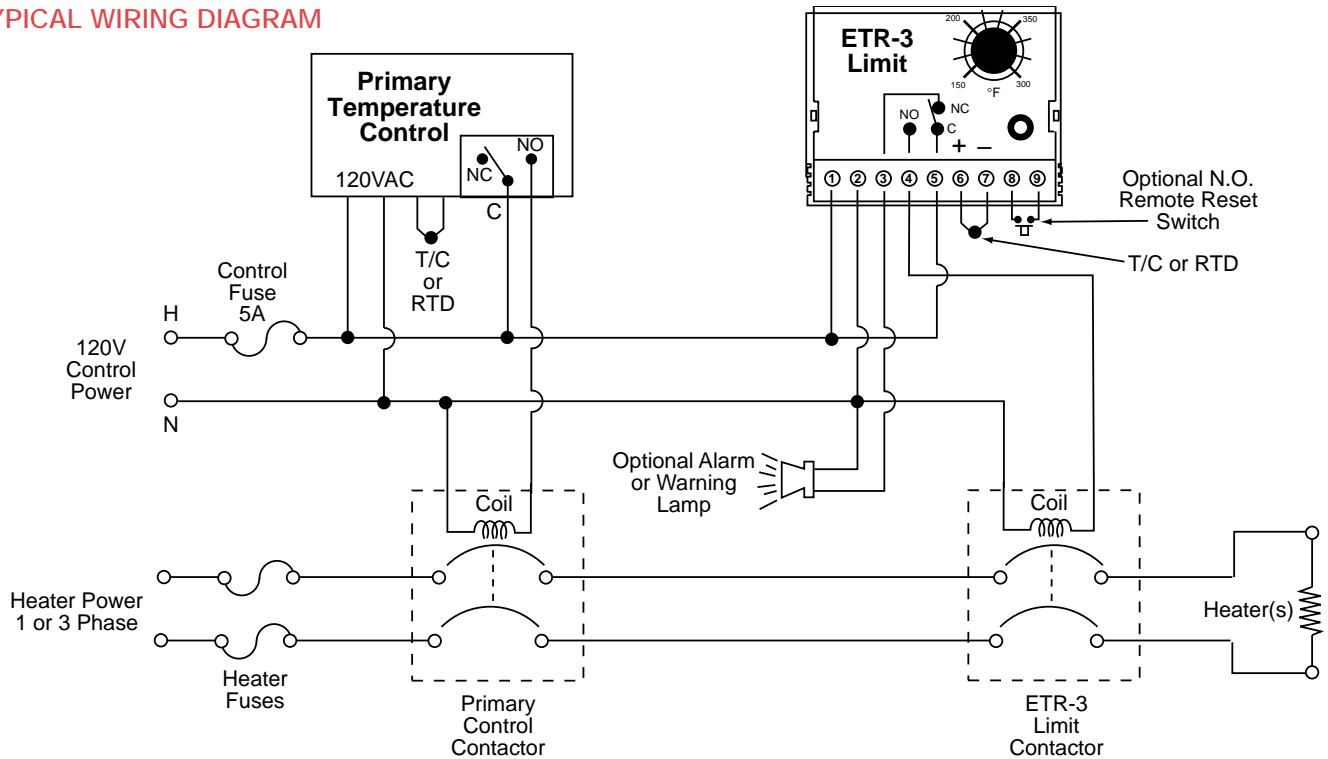 YPICAL WIRING DIAGRAM
Primary
Temperature
Control
NO
NC
120VAC
C
T/C
or
RTD
ETR-3
Limit
200
350
150
300
°F
NC
NO
C
+ –
1 2 3 4 5 6 7 8 9
Optional N.O.
Remote Reset
Switch
T/C or RTD
Control
Fuse
5A
H
120V
Control
Power
N
Optional Alarm
or Warning
Lamp
Coil
Coil
Heater Power
1 or 3 Phase
Heater(s)
Heater
Fuses
Primary
Control
Contactor
ETR-3
Limit
Contactor